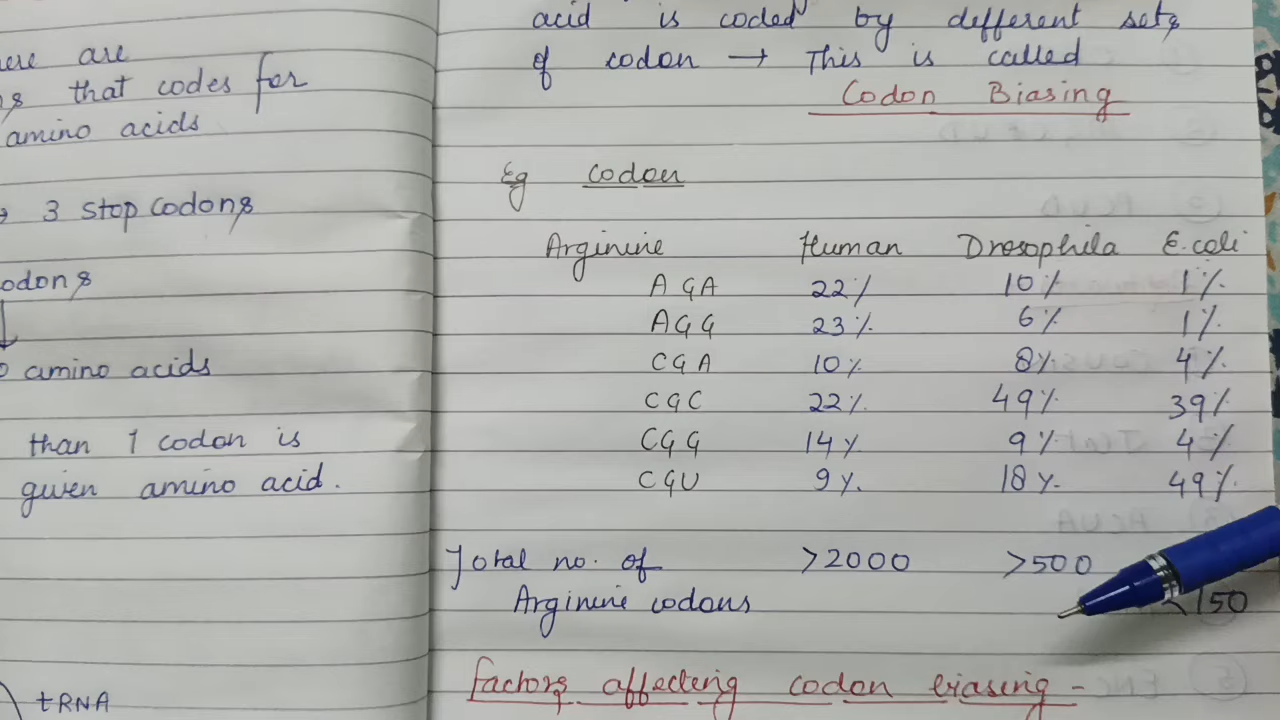 ere are
that codes for
amino acids
3 stop codons
odons
amino acids
than 1 codon is
given amino acid.
tRNA
acid is coded by different sets
of codon → This is called
Codon Biasing
Eg codon
Arginine Human Drosophila E.coli
AGA 22% 10% 1%
AGG 23% 6% 1%
CGA 10% 8% 4%
CGC 22% 49% 39%
CGG 14% 9% 4%
CGU 9% 18% 49%
Total no. of >2000 >500
Arginine codons 150
Factors affecting codon biasing -